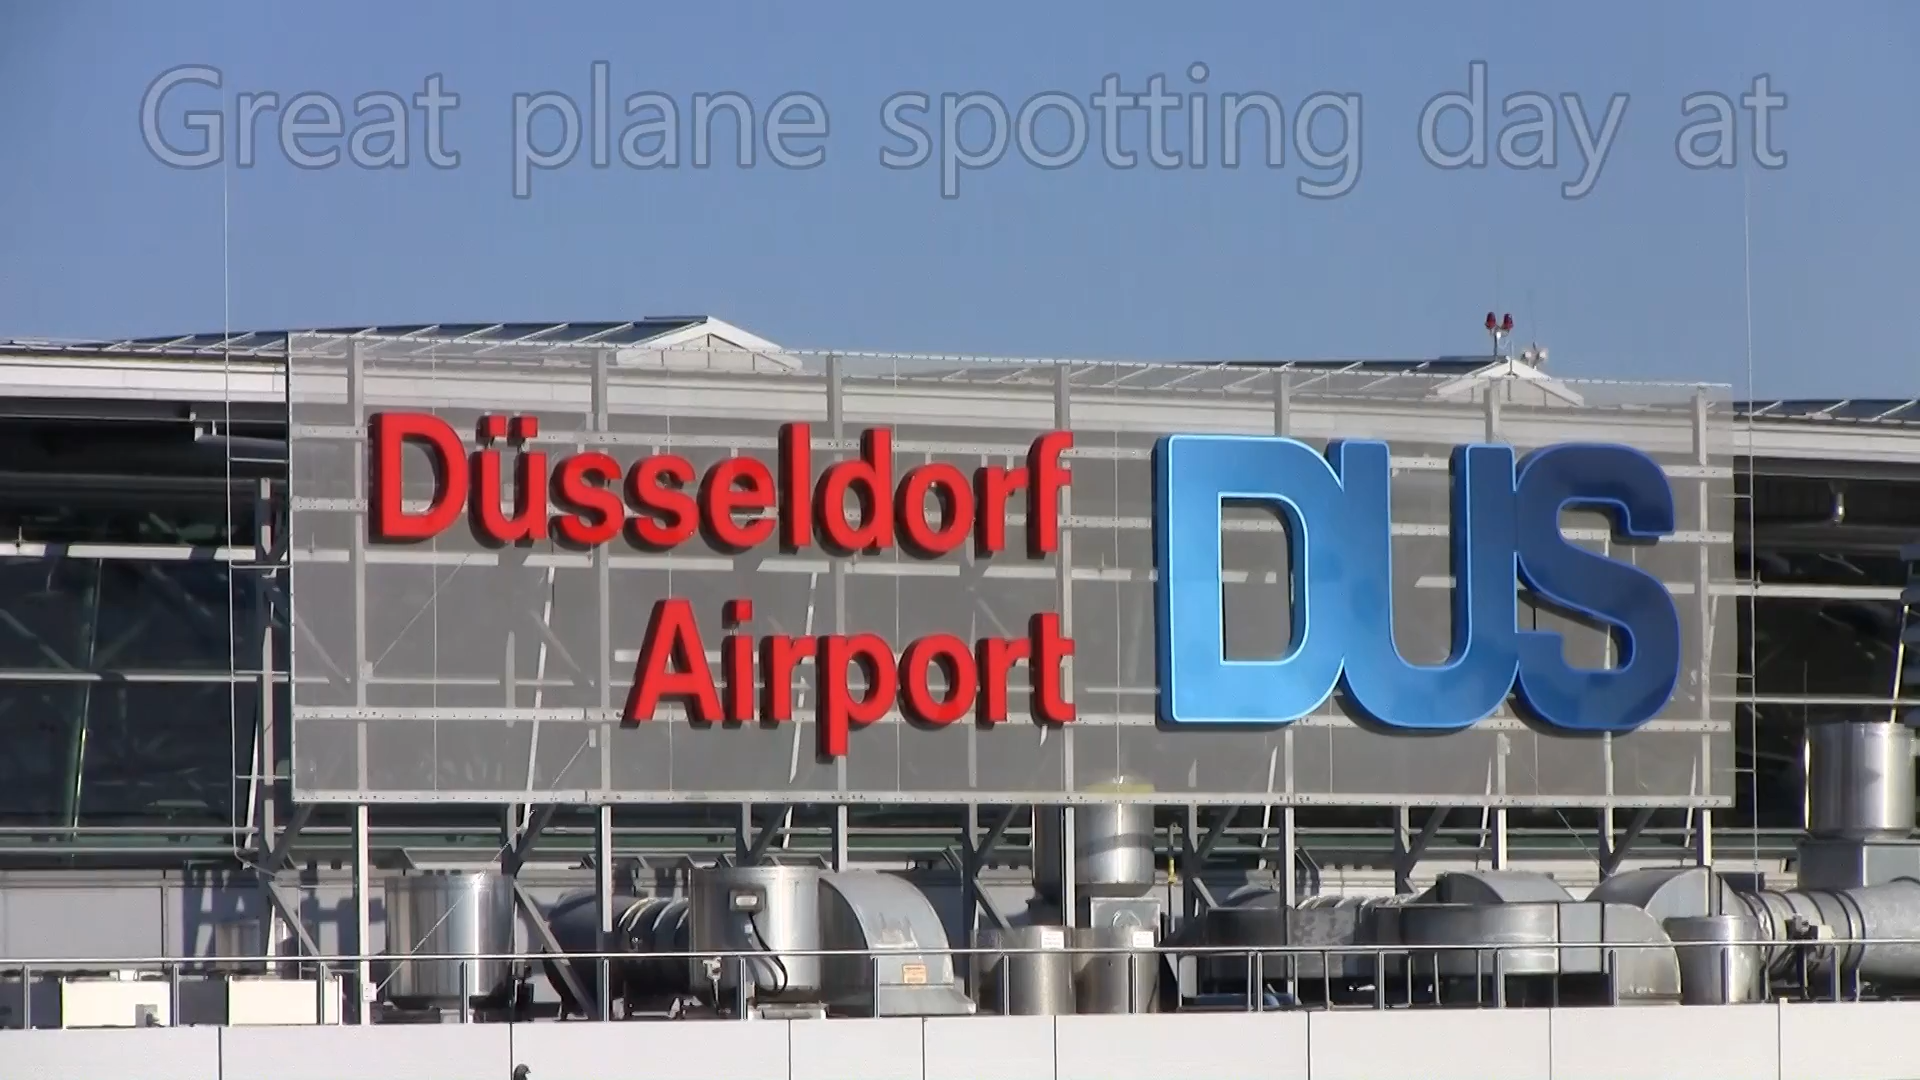 Great plane spotting day at
Düsseldorf
Airport
DUS